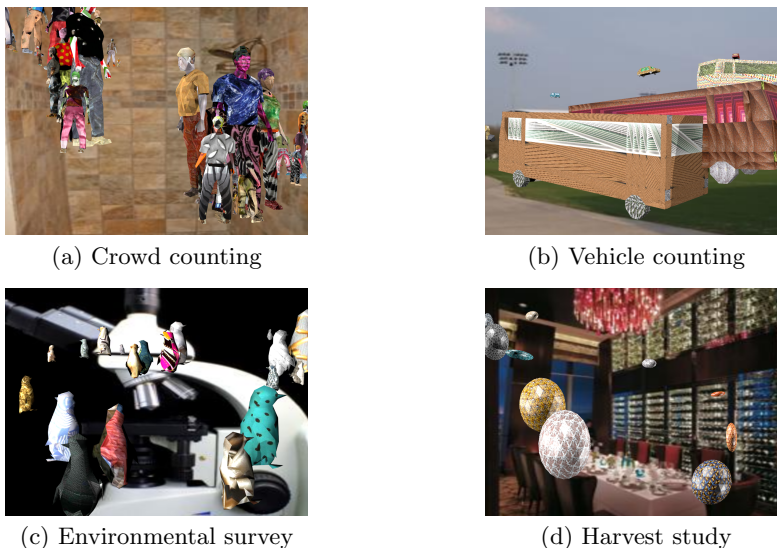 (a) Crowd counting
(b) Vehicle counting
(c) Environmental survey
(d) Harvest study